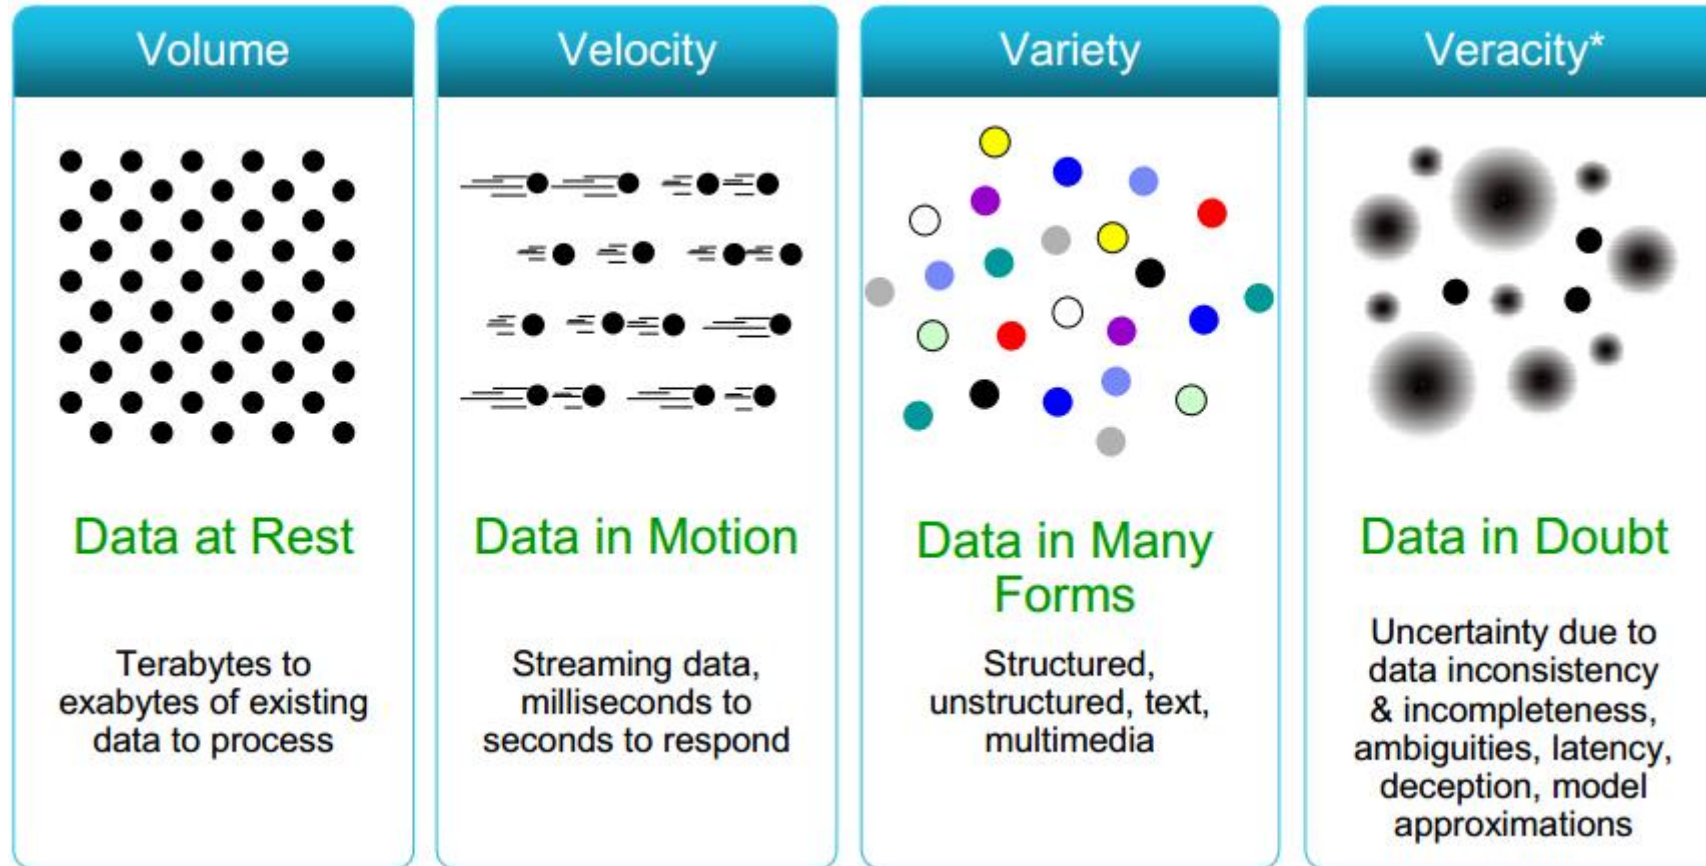 Volume
Data at Rest
Terabytes to
exabytes of existing
data to process
Velocity
Data in Motion
Streaming data,
milliseconds to
seconds to respond
Variety
Data in Many
Forms
Structured,
unstructured, text,
multimedia
Veracity*
Data in Doubt
Uncertainty due to
data inconsistency
& incompleteness,
ambiguities, latency,
deception, model
approximations